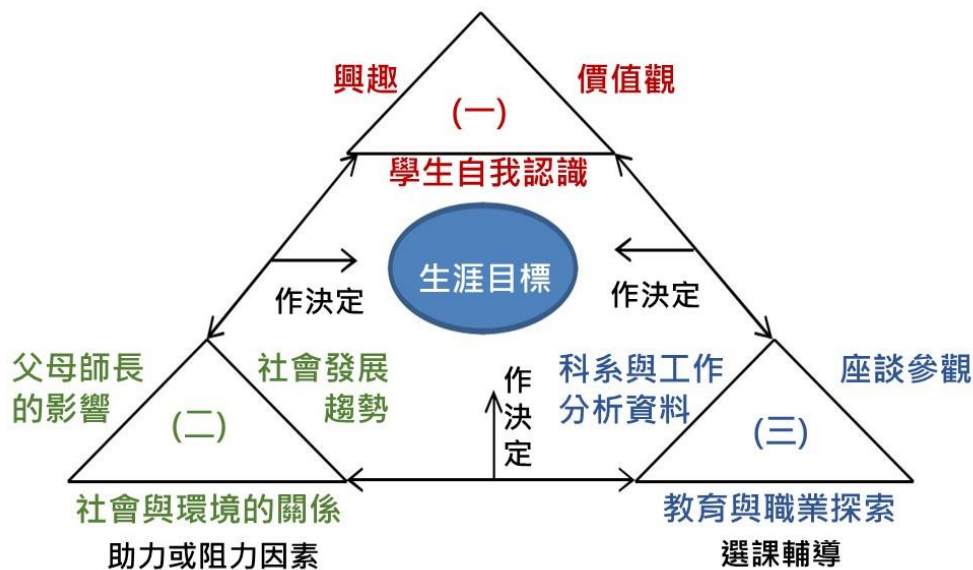 興趣
價值觀
(一)
學生自我認識
生涯目標
作決定
作決定
父母師長
的影響
社會發展
趨勢
(二)
社會與環境的關係
助力或阻力因素
作
決
定
科系與工作
分析資料
座談參觀
(三)
教育與職業探索
選課輔導